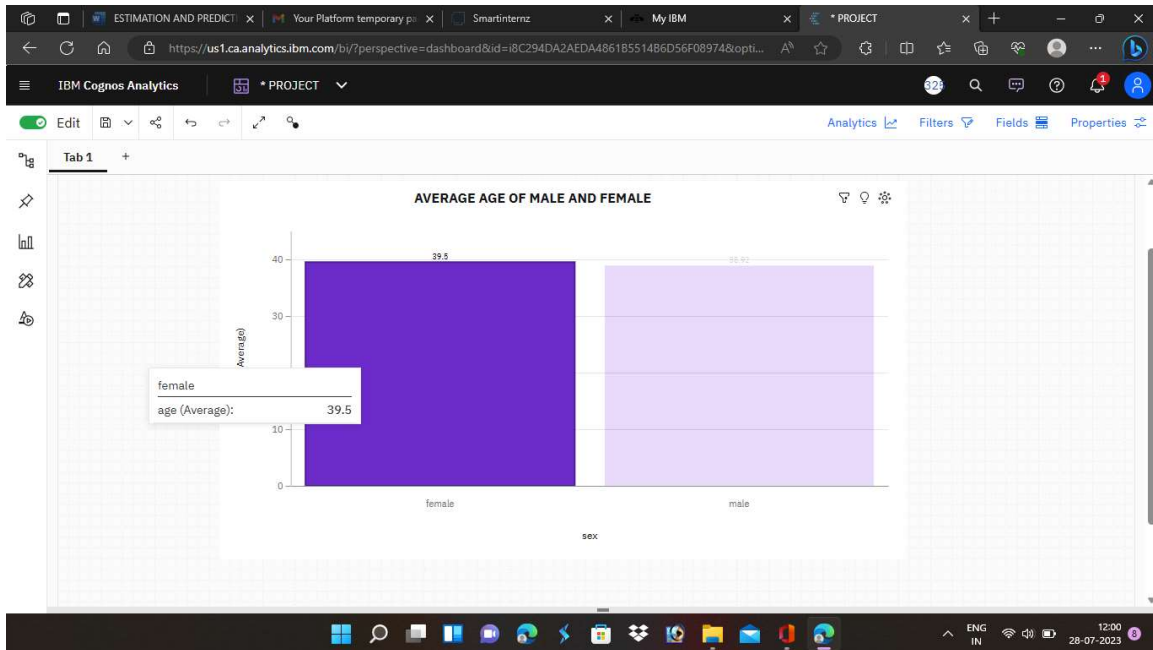 ESTIMATION AND PREDICTI
Your Platform temporary pa
Smartinternz
My IBM
* PROJECT
https://us1.ca.analytics.ibm.com/bi/?perspective=dashboard&id=i8C294DA2AEDA4861B5514B6D56F08974&opti...
IBM Cognos Analytics
* PROJECT
Edit
Analytics
Filters
Fields
Properties
Tab 1
AVERAGE AGE OF MALE AND FEMALE
40
39.5
30
Average)
female
age (Average): 39.5
10
0
female
male
sex
ENG
IN
12:00
28-07-2023
8